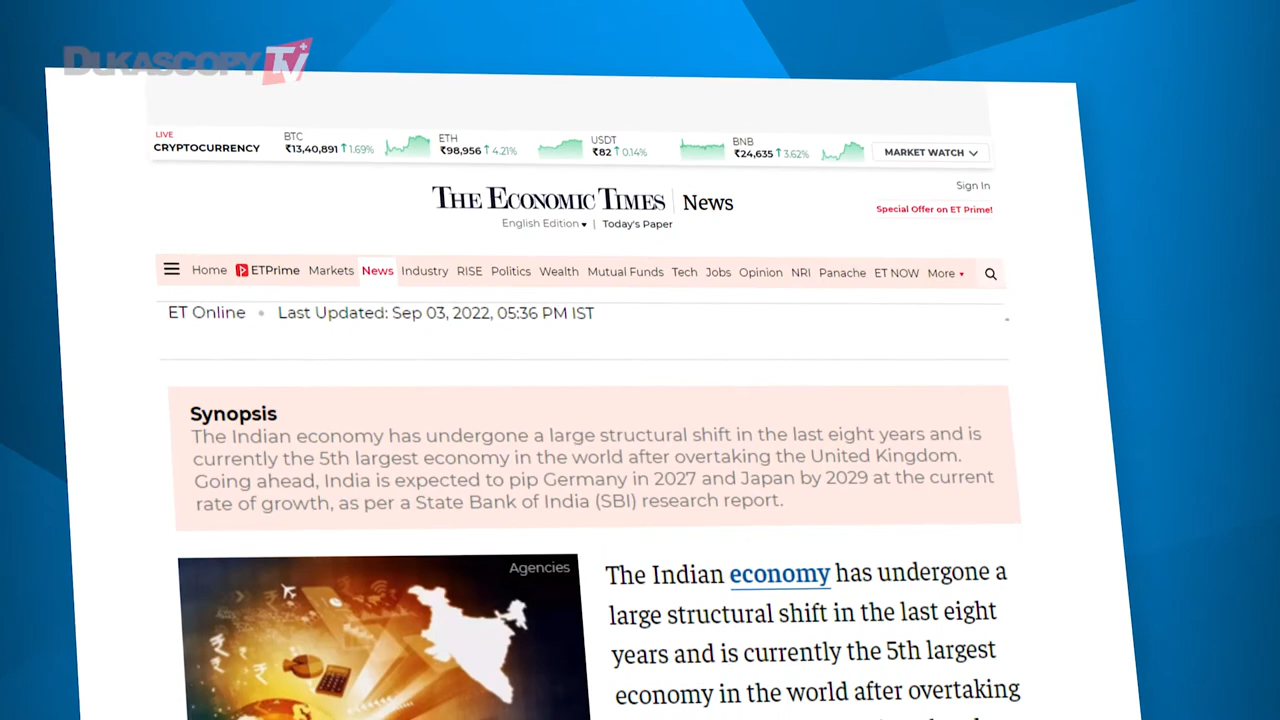 DUKASCOPY TV
LIVE
CRYPTOCURRENCY
BTC
₹13,40,891 ↑ 1.69%
ETH
₹98,956 ↑ 4.21%
USDT
₹82 ↑ 0.14%
BNB
₹24,635 ↑ 3.62%
MARKET WATCH
Sign In
THE ECONOMIC TIMES | News
Special Offer on ET Prime!
English Edition ▾ | Today's Paper
Home ETPrime Markets News Industry RISE Politics Wealth Mutual Funds Tech Jobs Opinion NRI Panache ET NOW More ▾
ET Online • Last Updated: Sep 03, 2022, 05:36 PM IST
Synopsis
The Indian economy has undergone a large structural shift in the last eight years and is
currently the 5th largest economy in the world after overtaking the United Kingdom.
Going ahead, India is expected to pip Germany in 2027 and Japan by 2029 at the current
rate of growth, as per a State Bank of India (SBI) research report.
Agencies
The Indian economy has undergone a
large structural shift in the last eight
years and is currently the 5th largest
economy in the world after overtaking